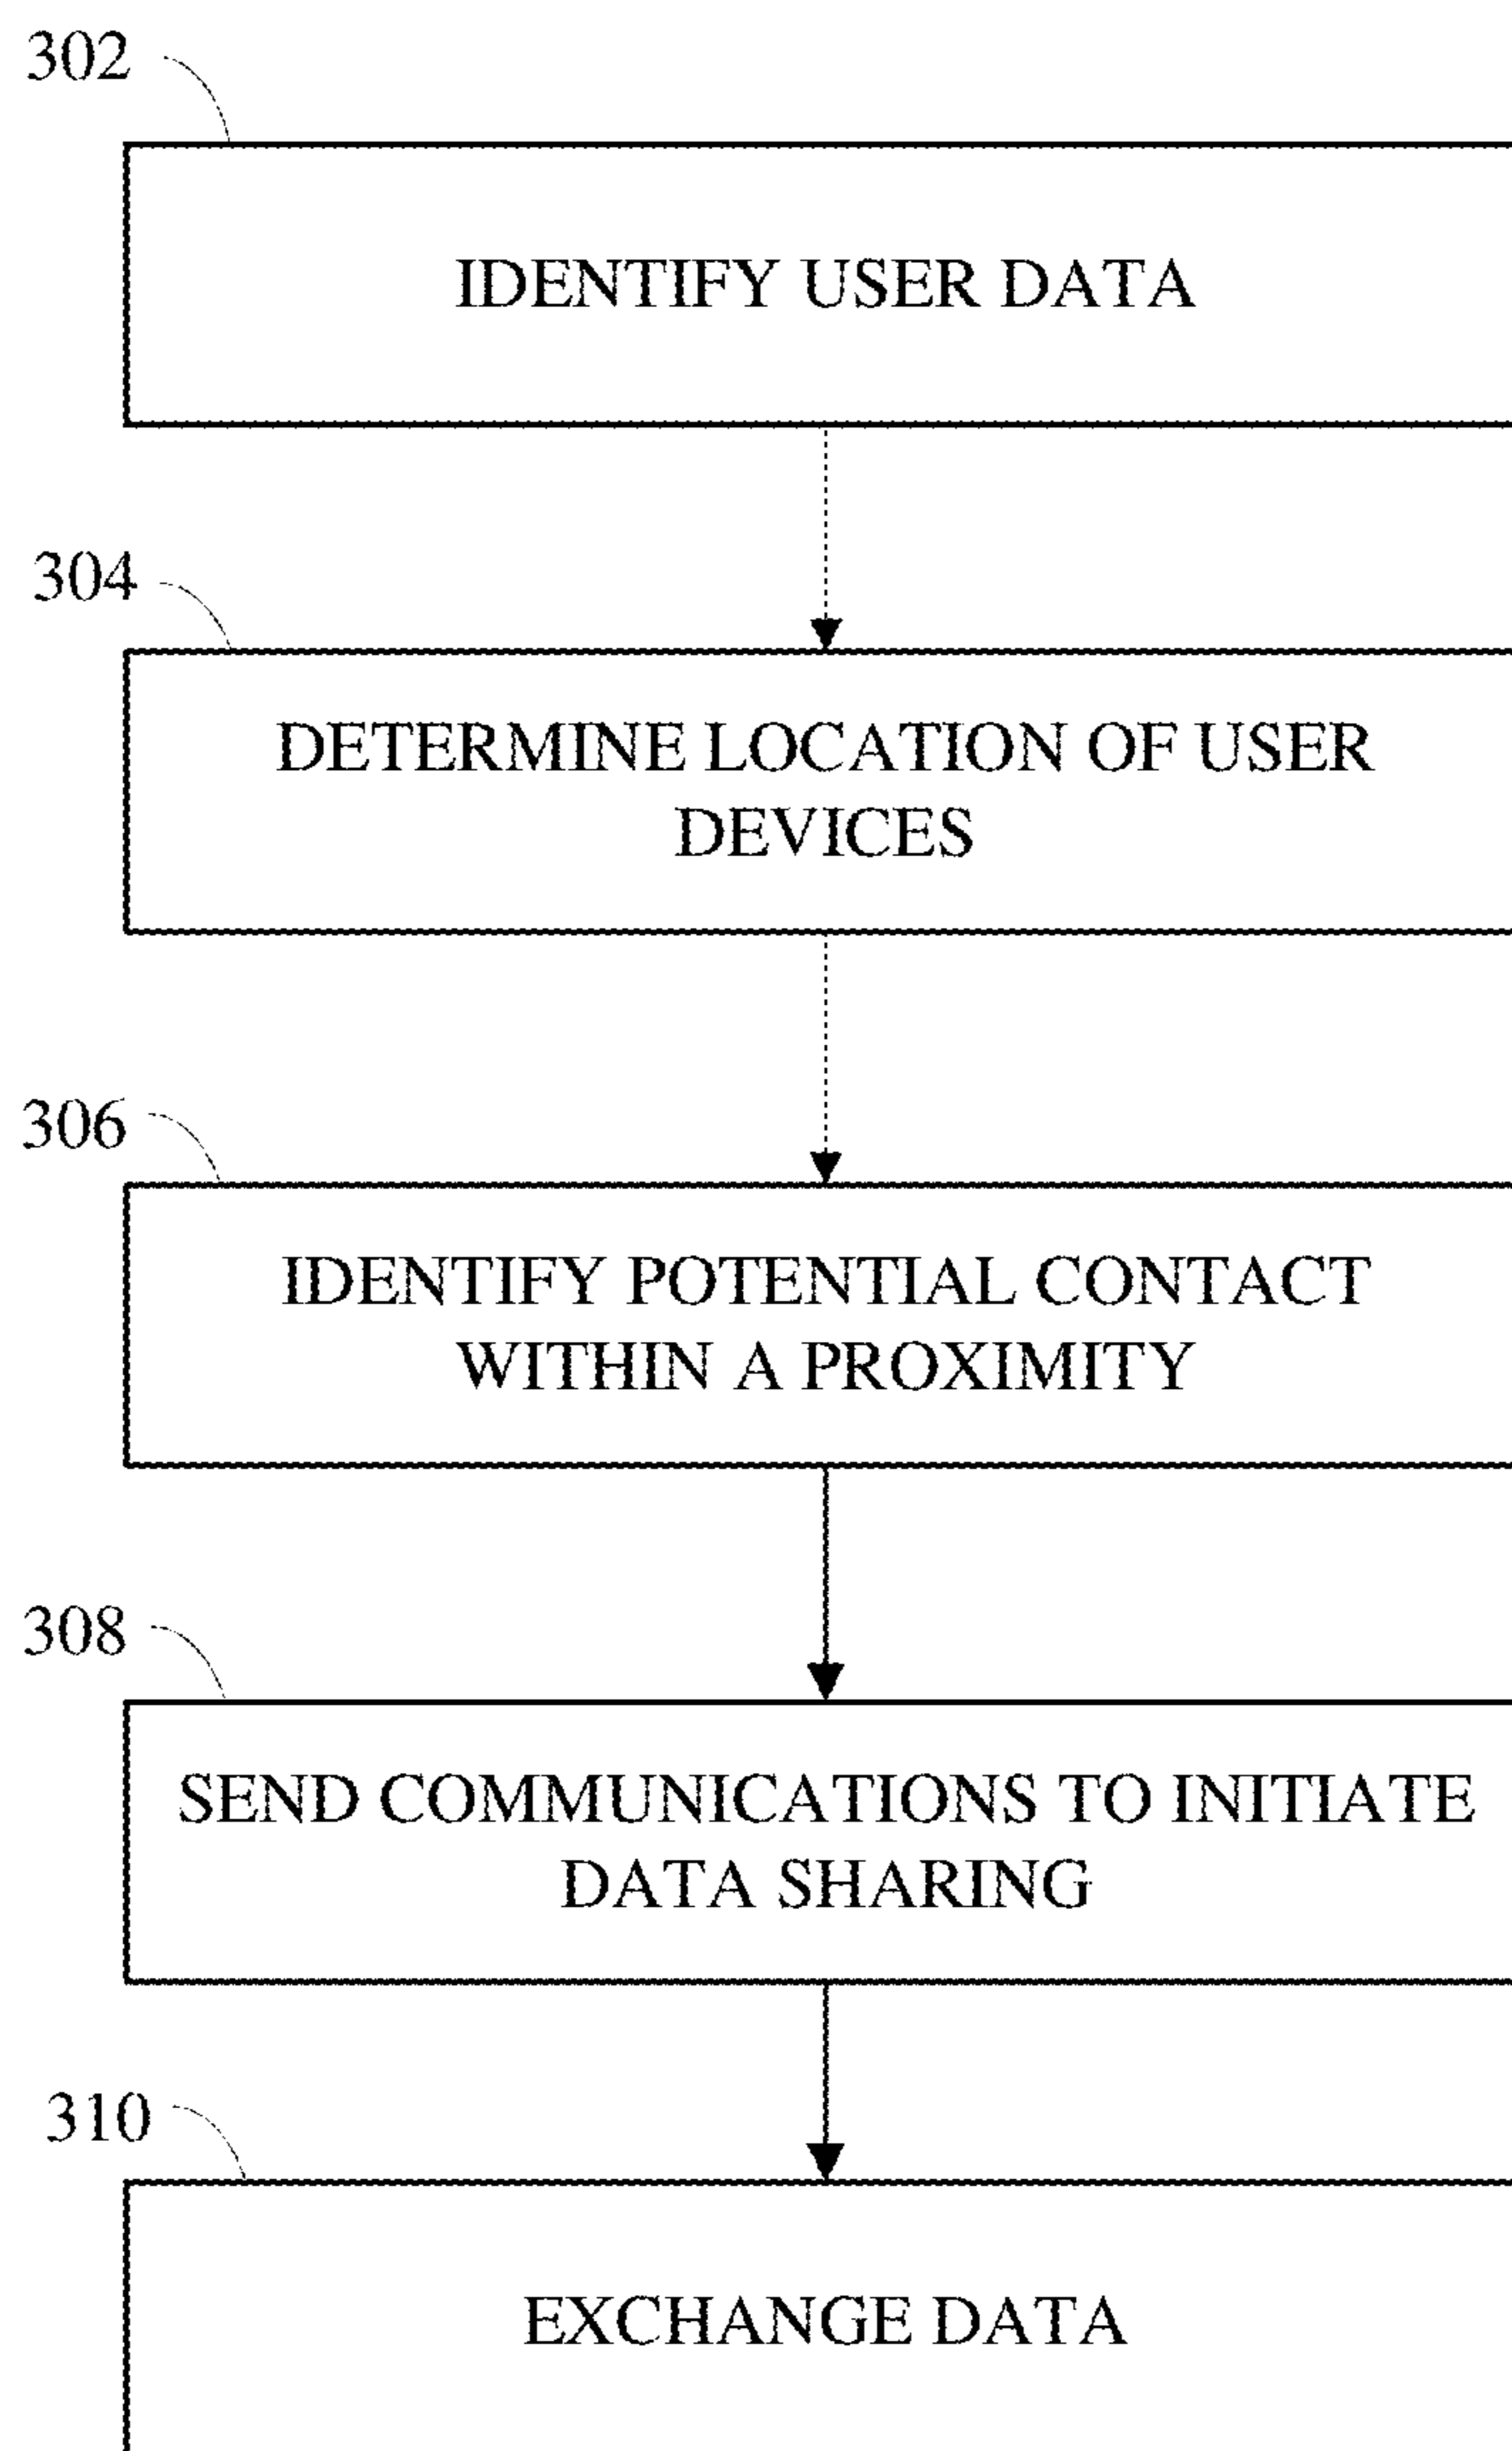 302
IDENTIFY USER DATA
304
DETERMINE LOCATION OF USER
DEVICES
306
IDENTIFY POTENTIAL CONTACT
WITHIN A PROXIMITY
308
SEND COMMUNICATIONS TO INITIATE
DATA SHARING
310
EXCHANGE DATA